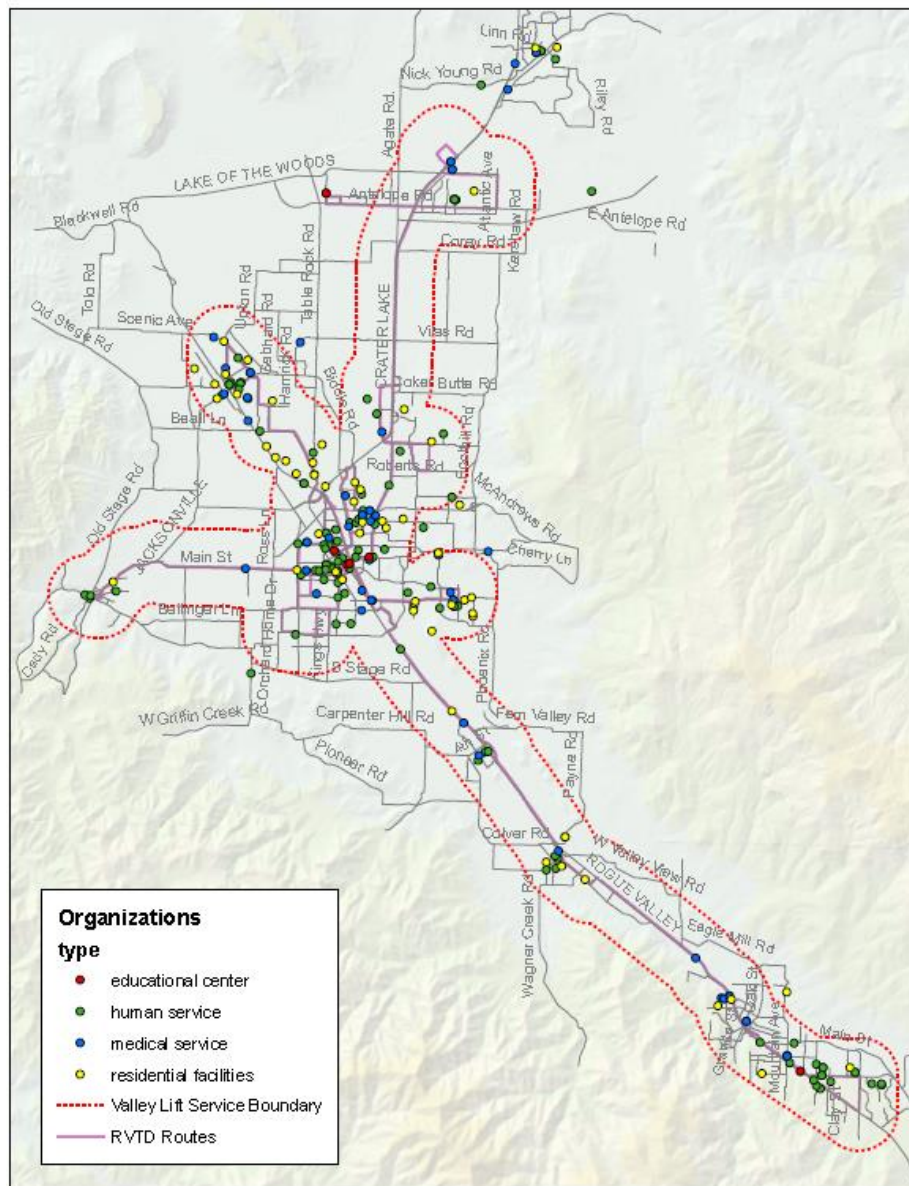 Linn Rd
Nick Young Rd
Riley Rd
Agate Rd.
LAKE OF THE WOODS
Antelope Rd
Atlantic Ave
Kershaw Rd
E Antelope Rd
Blackwell Rd
Corey Rd
Table Rock Rd
Tolo Rd
Upton Rd
Old Stage Rd
Scenic Ave
Gebhard Rd
Vilas Rd
CRATER LAKE
Biddle Rd
Coker Butte Rd
Beall Ln
Foothill Rd
Roberts Rd
McAndrews Rd
Old Stage Rd
JACKSONVILLE
Ross Ln
Main St
Cherry Ln
Bellinger Ln
Orchard Home Dr
Kings Hwy
Phoenix Rd
Cady Rd
S Stage Rd
W Griffin Creek Rd
Carpenter Hill Rd
Fern Valley Rd
Pioneer Rd
Payne Rd
Colver Rd
W Valley View Rd
ROGUE VALLEY
Eagle Mill Rd
Wagner Creek Rd
Mountain Ave
Main St
Clay St
Organizations
type
educational center
human service
medical service
residential facilities
Valley Lift Service Boundary
RVTD Routes